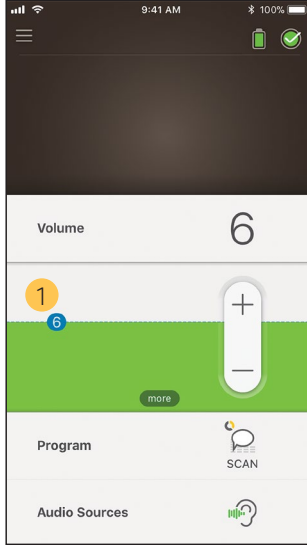 9:41 AM 100%
Volume 6
1
6
+
–
more
Program
SCAN
Audio Sources